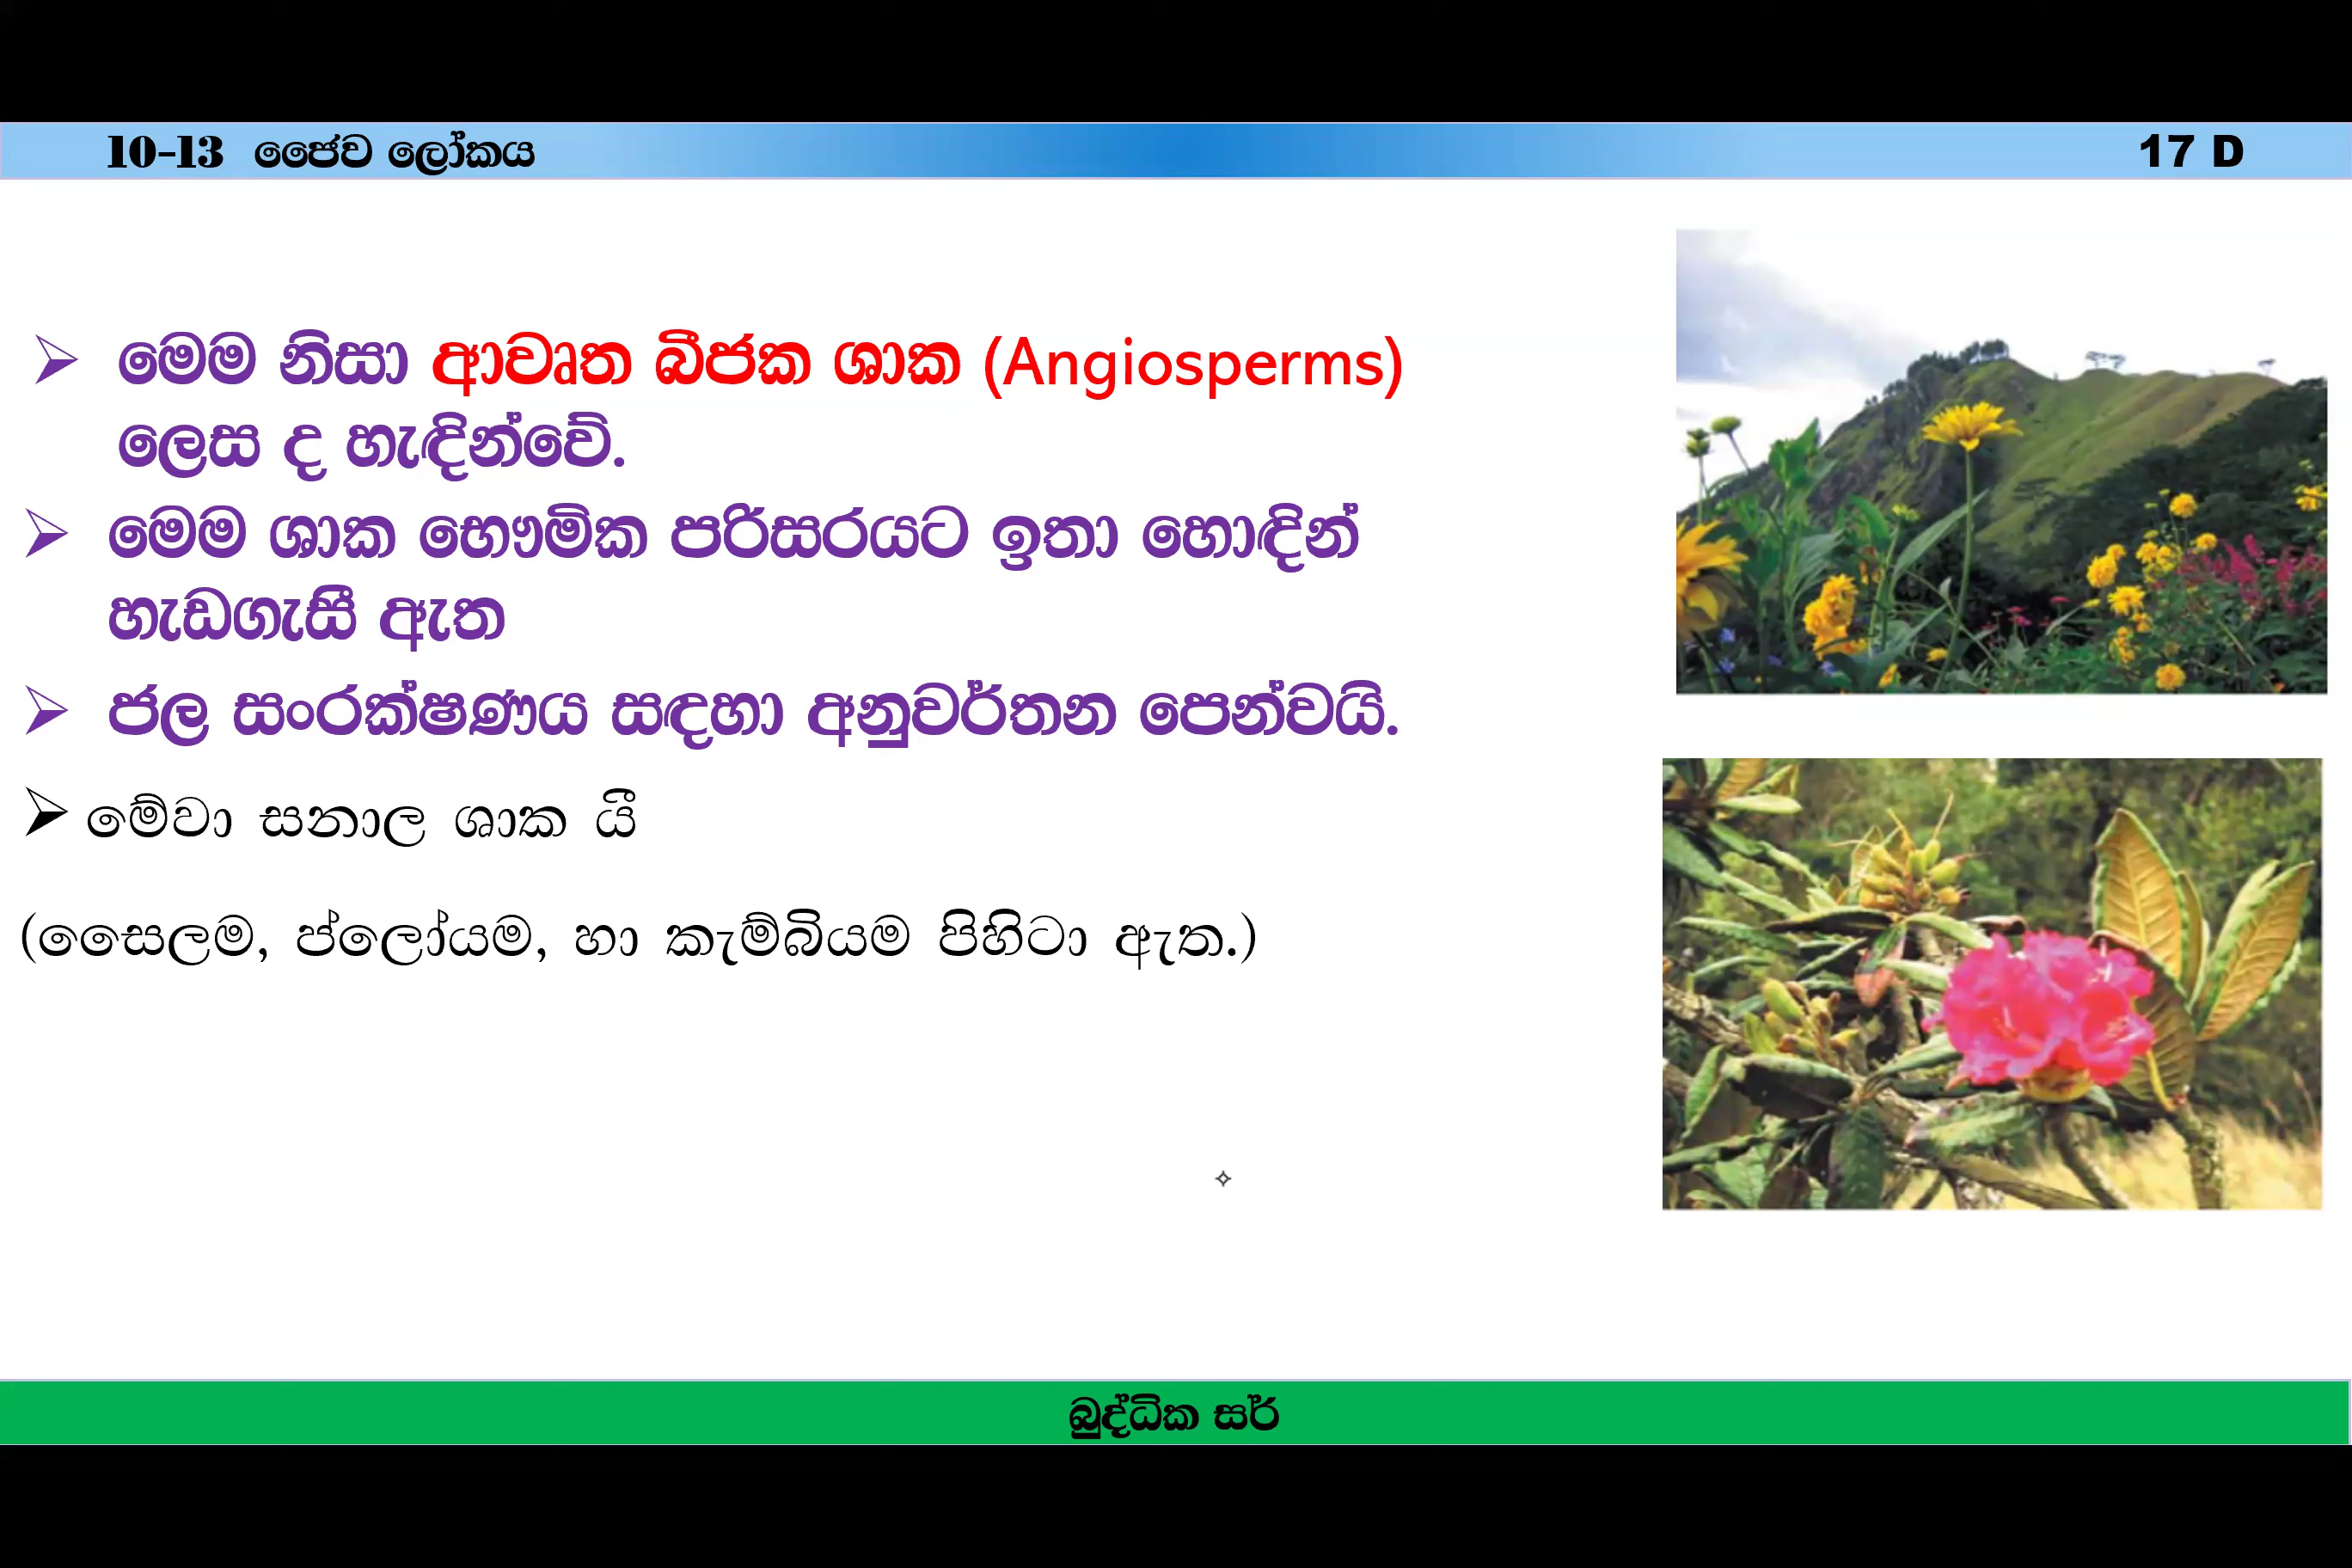 10-13 ජෛව ලෝකය
17 D
මෙම නිසා ආවෘත බීජක ශාක (Angiosperms)
ලෙස ද හැඳින්වේ.
මෙම ශාක භෞමික පරිසරයට ඉතා හොඳින්
හැඩගැසී ඇත
ජල සංරක්ෂණය සඳහා අනුවර්තන පෙන්වයි.
මේවා සනාල ශාක යී
(සෛලම, ප්ලෝයම, හා කැම්බියම පිහිටා ඇත.)
බුද්ධික සර්